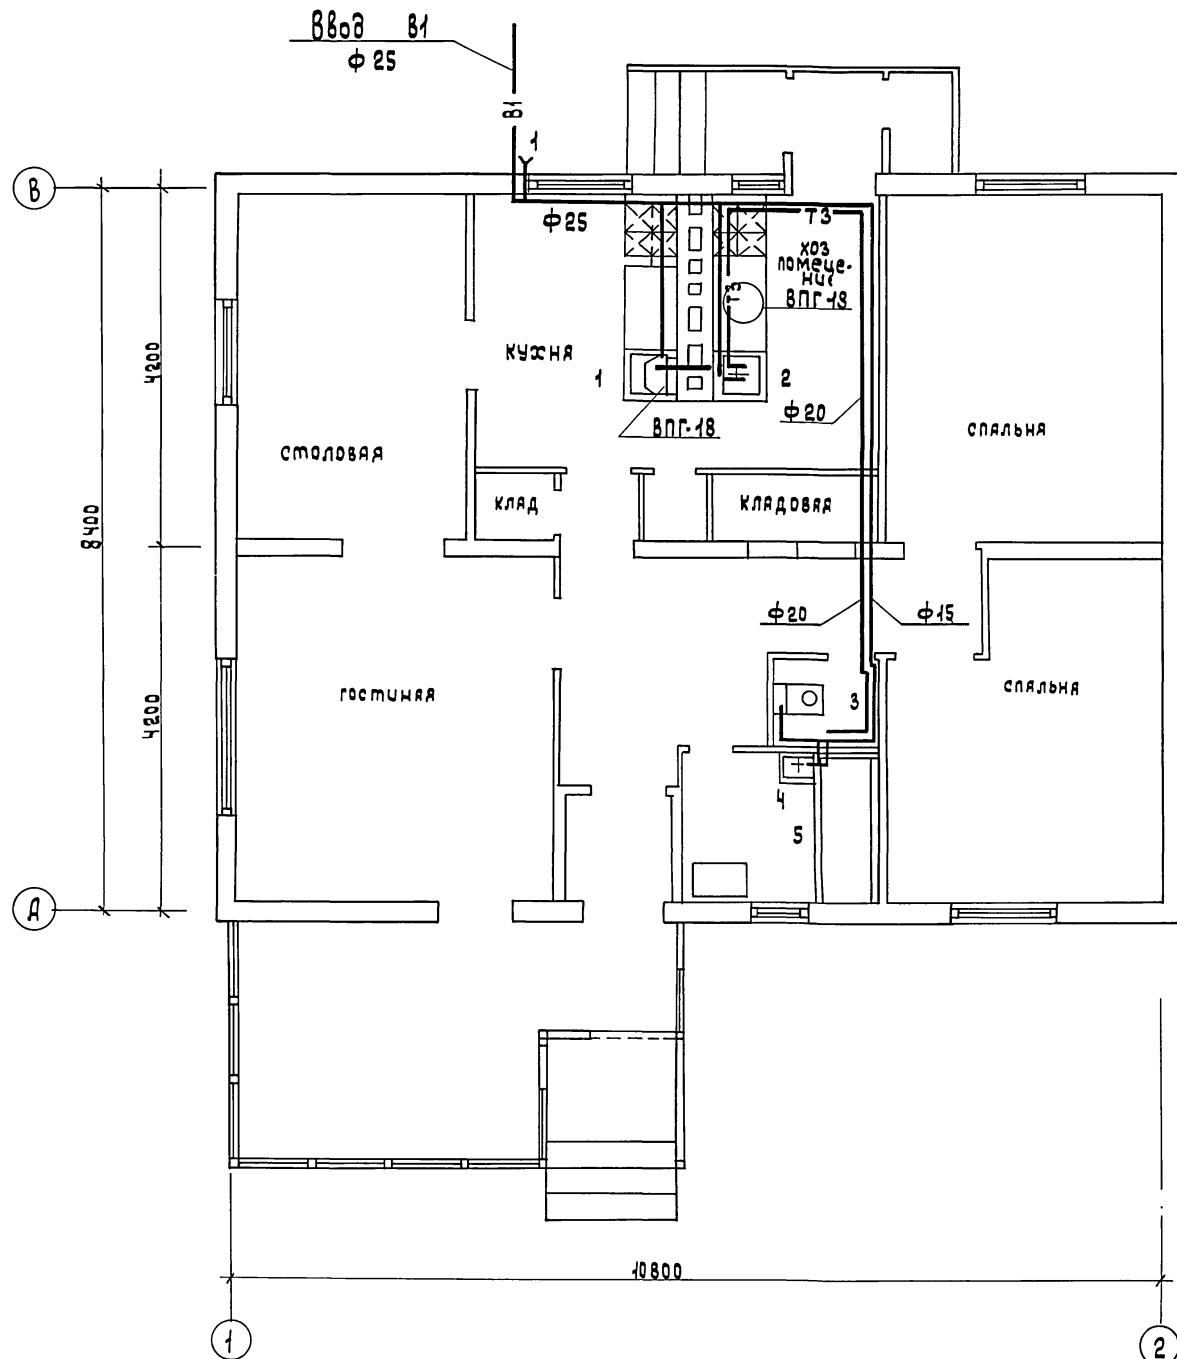 Ввод В1
ф 25
В1
1
В
ф25
Т3
хоз
помеще-
ние
ВПГ-18
Т3
4200
кухня
1
2
ф20
ВПГ-18
спальня
столовая
клад
кладовая
8400
ф20
ф15
гостиная
спальня
3
4200
4
5
А
10800
1
2